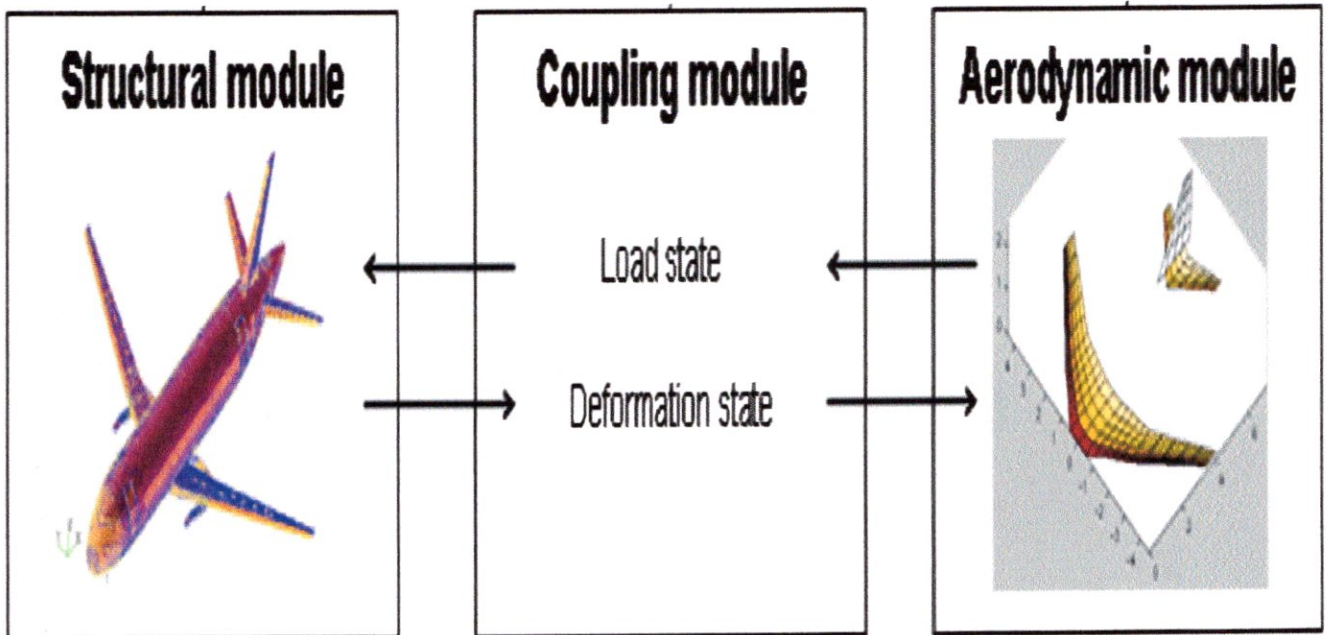 Structural module
Coupling module
Aerodynamic module
Load state
Deformation state